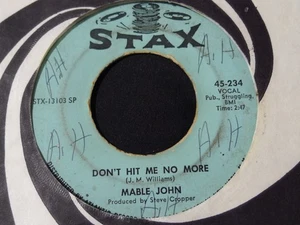 STAX
A.H
A.H
STX-13103 SP
45-234
VOCAL
Pub., Struggling,
BMI
Time: 2:47
A.H
A.H
DON'T HIT ME NO MORE
(J. M. Williams)
MABLE JOHN
Produced by Steve Cropper
A.H